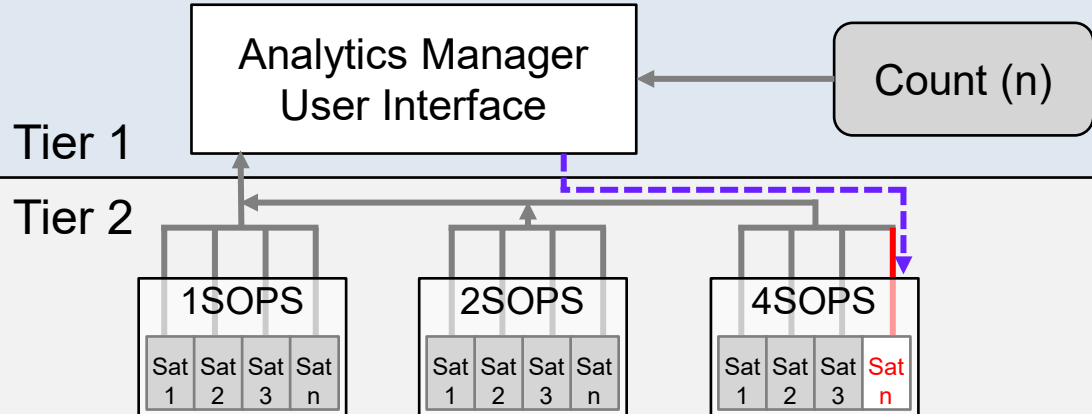 Analytics Manager
User Interface
Count (n)
Tier 1
Tier 2
1SOPS
2SOPS
4SOPS
Sat 1
Sat 2
Sat 3
Sat n
Sat 1
Sat 2
Sat 3
Sat n
Sat 1
Sat 2
Sat 3
Sat n